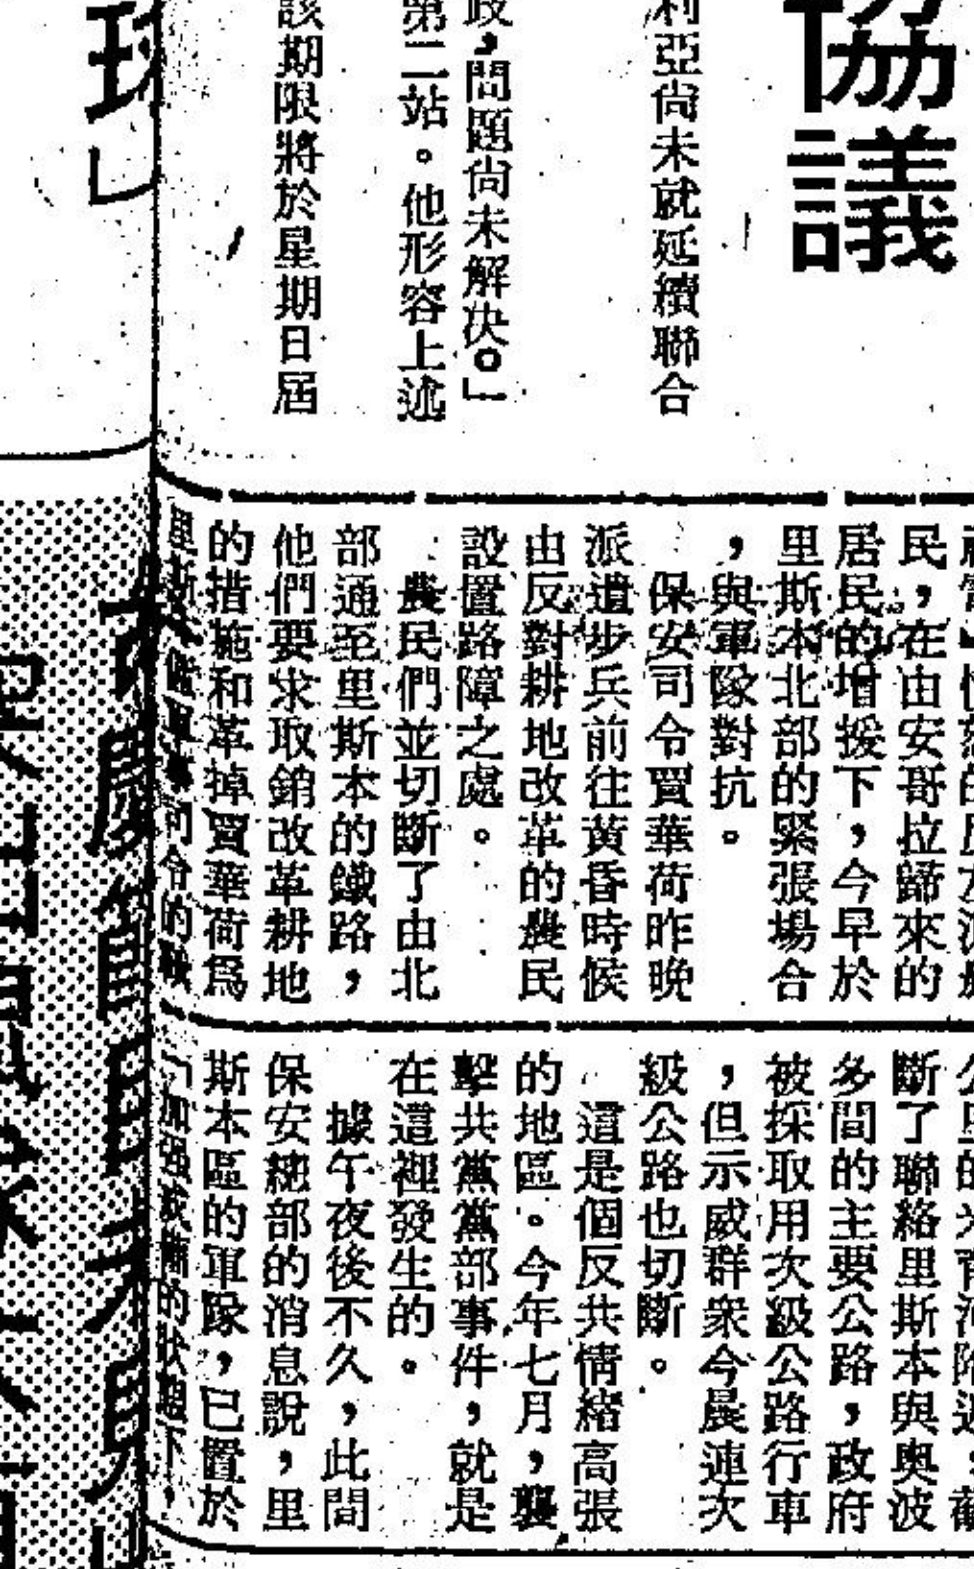 協議
利亞尙未就延續聯合
政，問題尙未解決。」
第二站。他形容上述
該期限將於星期日屆
民，在由安哥拉歸來的
居民的增援下，今早於
里斯本北部的緊張場合
，與軍隊對抗。
保安司令賈華荷昨晚
派遣步兵前往黃昏時候
由反對耕地改革的農民
設置路障之處。
農民們並切斷了由北
部通至里斯本的鐵路，
他們要求取銷改革耕地
的措施和革掉賈華荷爲
司令的職
斷了聯絡里斯本與奧波
多間的主要公路，政府
被採取用次級公路行車
，但示威群衆今晨連次
級公路也切斷。
這是個反共情緒高張
的地區。今年七月，襲
擊共黨黨部事件，就是
在這裡發生的。
據午夜後不久，此間
保安總部的消息說，里
斯本區的軍隊，已置於
「加强戒備的狀態下，